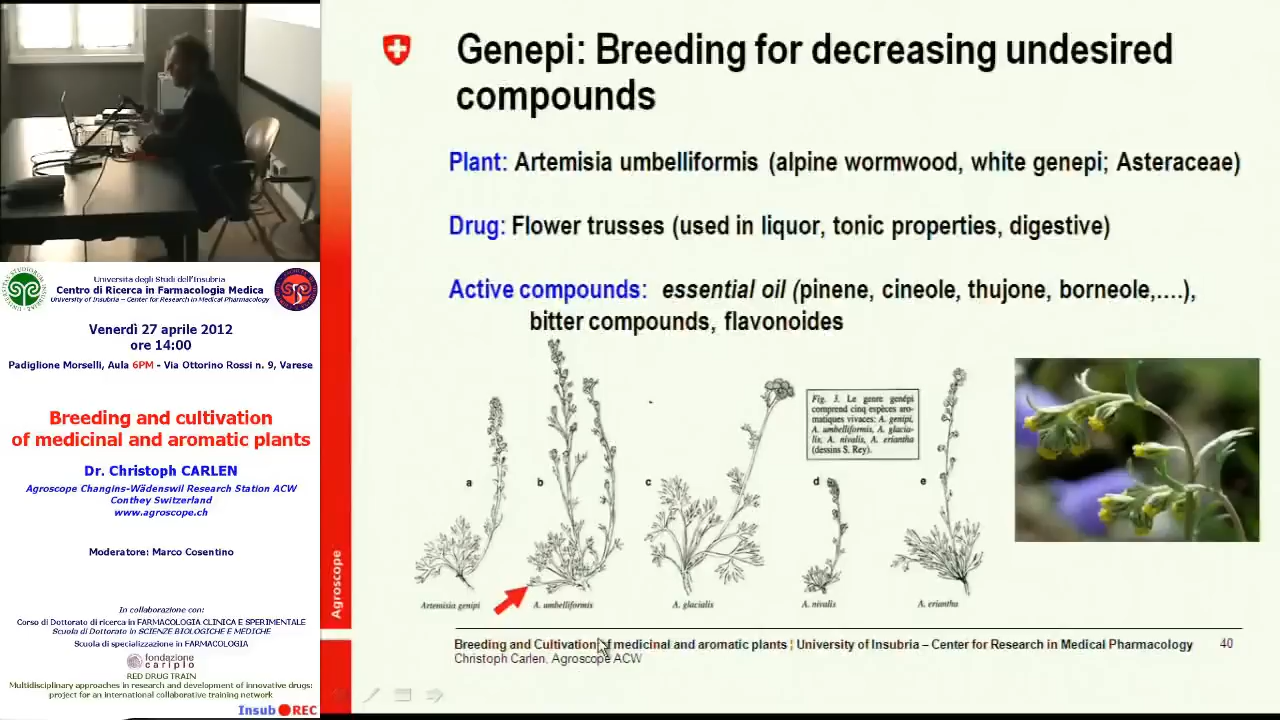 Genepi: Breeding for decreasing undesired
compounds
Plant: Artemisia umbelliformis (alpine wormwood, white genepi; Asteraceae)
Drug: Flower trusses (used in liquor, tonic properties, digestive)
Active compounds: essential oil (pinene, cineole, thujone, borneole,....),
bitter compounds, flavonoides
Fig. 3. Le genre genépi
comprend cinq espèces aro-
matiques vivaces: A. genipi,
A. umbelliformis, A. glacia-
lis, A. nivalis, A. eriantha
(dessins S. Rey).
a
b
c
d
e
Artemisia genipi
A. umbelliformis
A. glacialis
A. nivalis
A. eriantha
Agroscope
Breeding and Cultivation of medicinal and aromatic plants ¦ University of Insubria – Center for Research in Medical Pharmacology
40
Christoph Carlen, Agroscope ACW
Università degli Studi dell'Insubria
Centro di Ricerca in Farmacologia Medica
University of Insubria – Center for Research in Medical Pharmacology
Venerdì 27 aprile 2012
ore 14:00
Padiglione Morselli, Aula 6PM - Via Ottorino Rossi n. 9, Varese
Breeding and cultivation
of medicinal and aromatic plants
Dr. Christoph CARLEN
Agroscope Changins-Wädenswil Research Station ACW
Conthey Switzerland
www.agroscope.ch
Moderatore: Marco Cosentino
In collaborazione con:
Corso di Dottorato di ricerca in FARMACOLOGIA CLINICA E SPERIMENTALE
Scuola di Dottorato in SCIENZE BIOLOGICHE E MEDICHE
Scuola di specializzazione in FARMACOLOGIA
fondazione
cariplo
RED DRUG TRAIN
Multidisciplinary approaches in research and development of innovative drugs:
project for an international collaborative training network
Insub REC